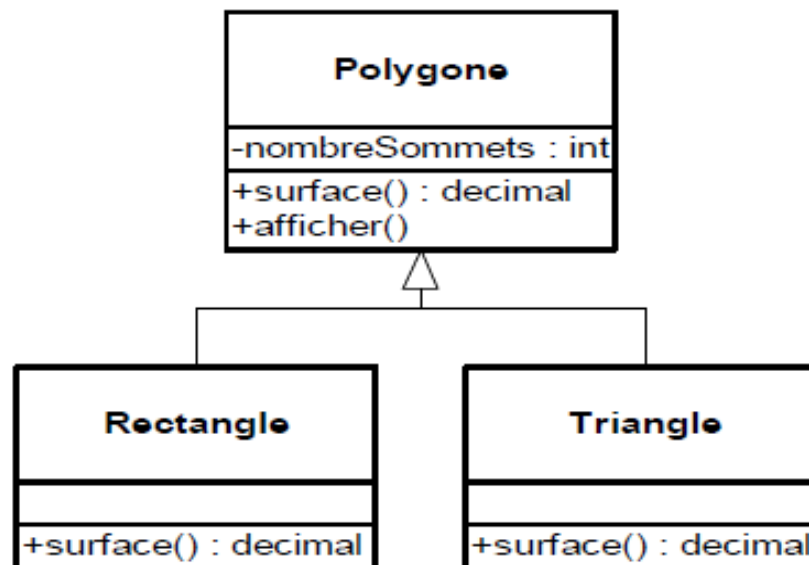 Polygone
-nombreSommets : int
+surface() : decimal
+afficher()
Rectangle
Triangle
+surface() : decimal
+surface() : decimal